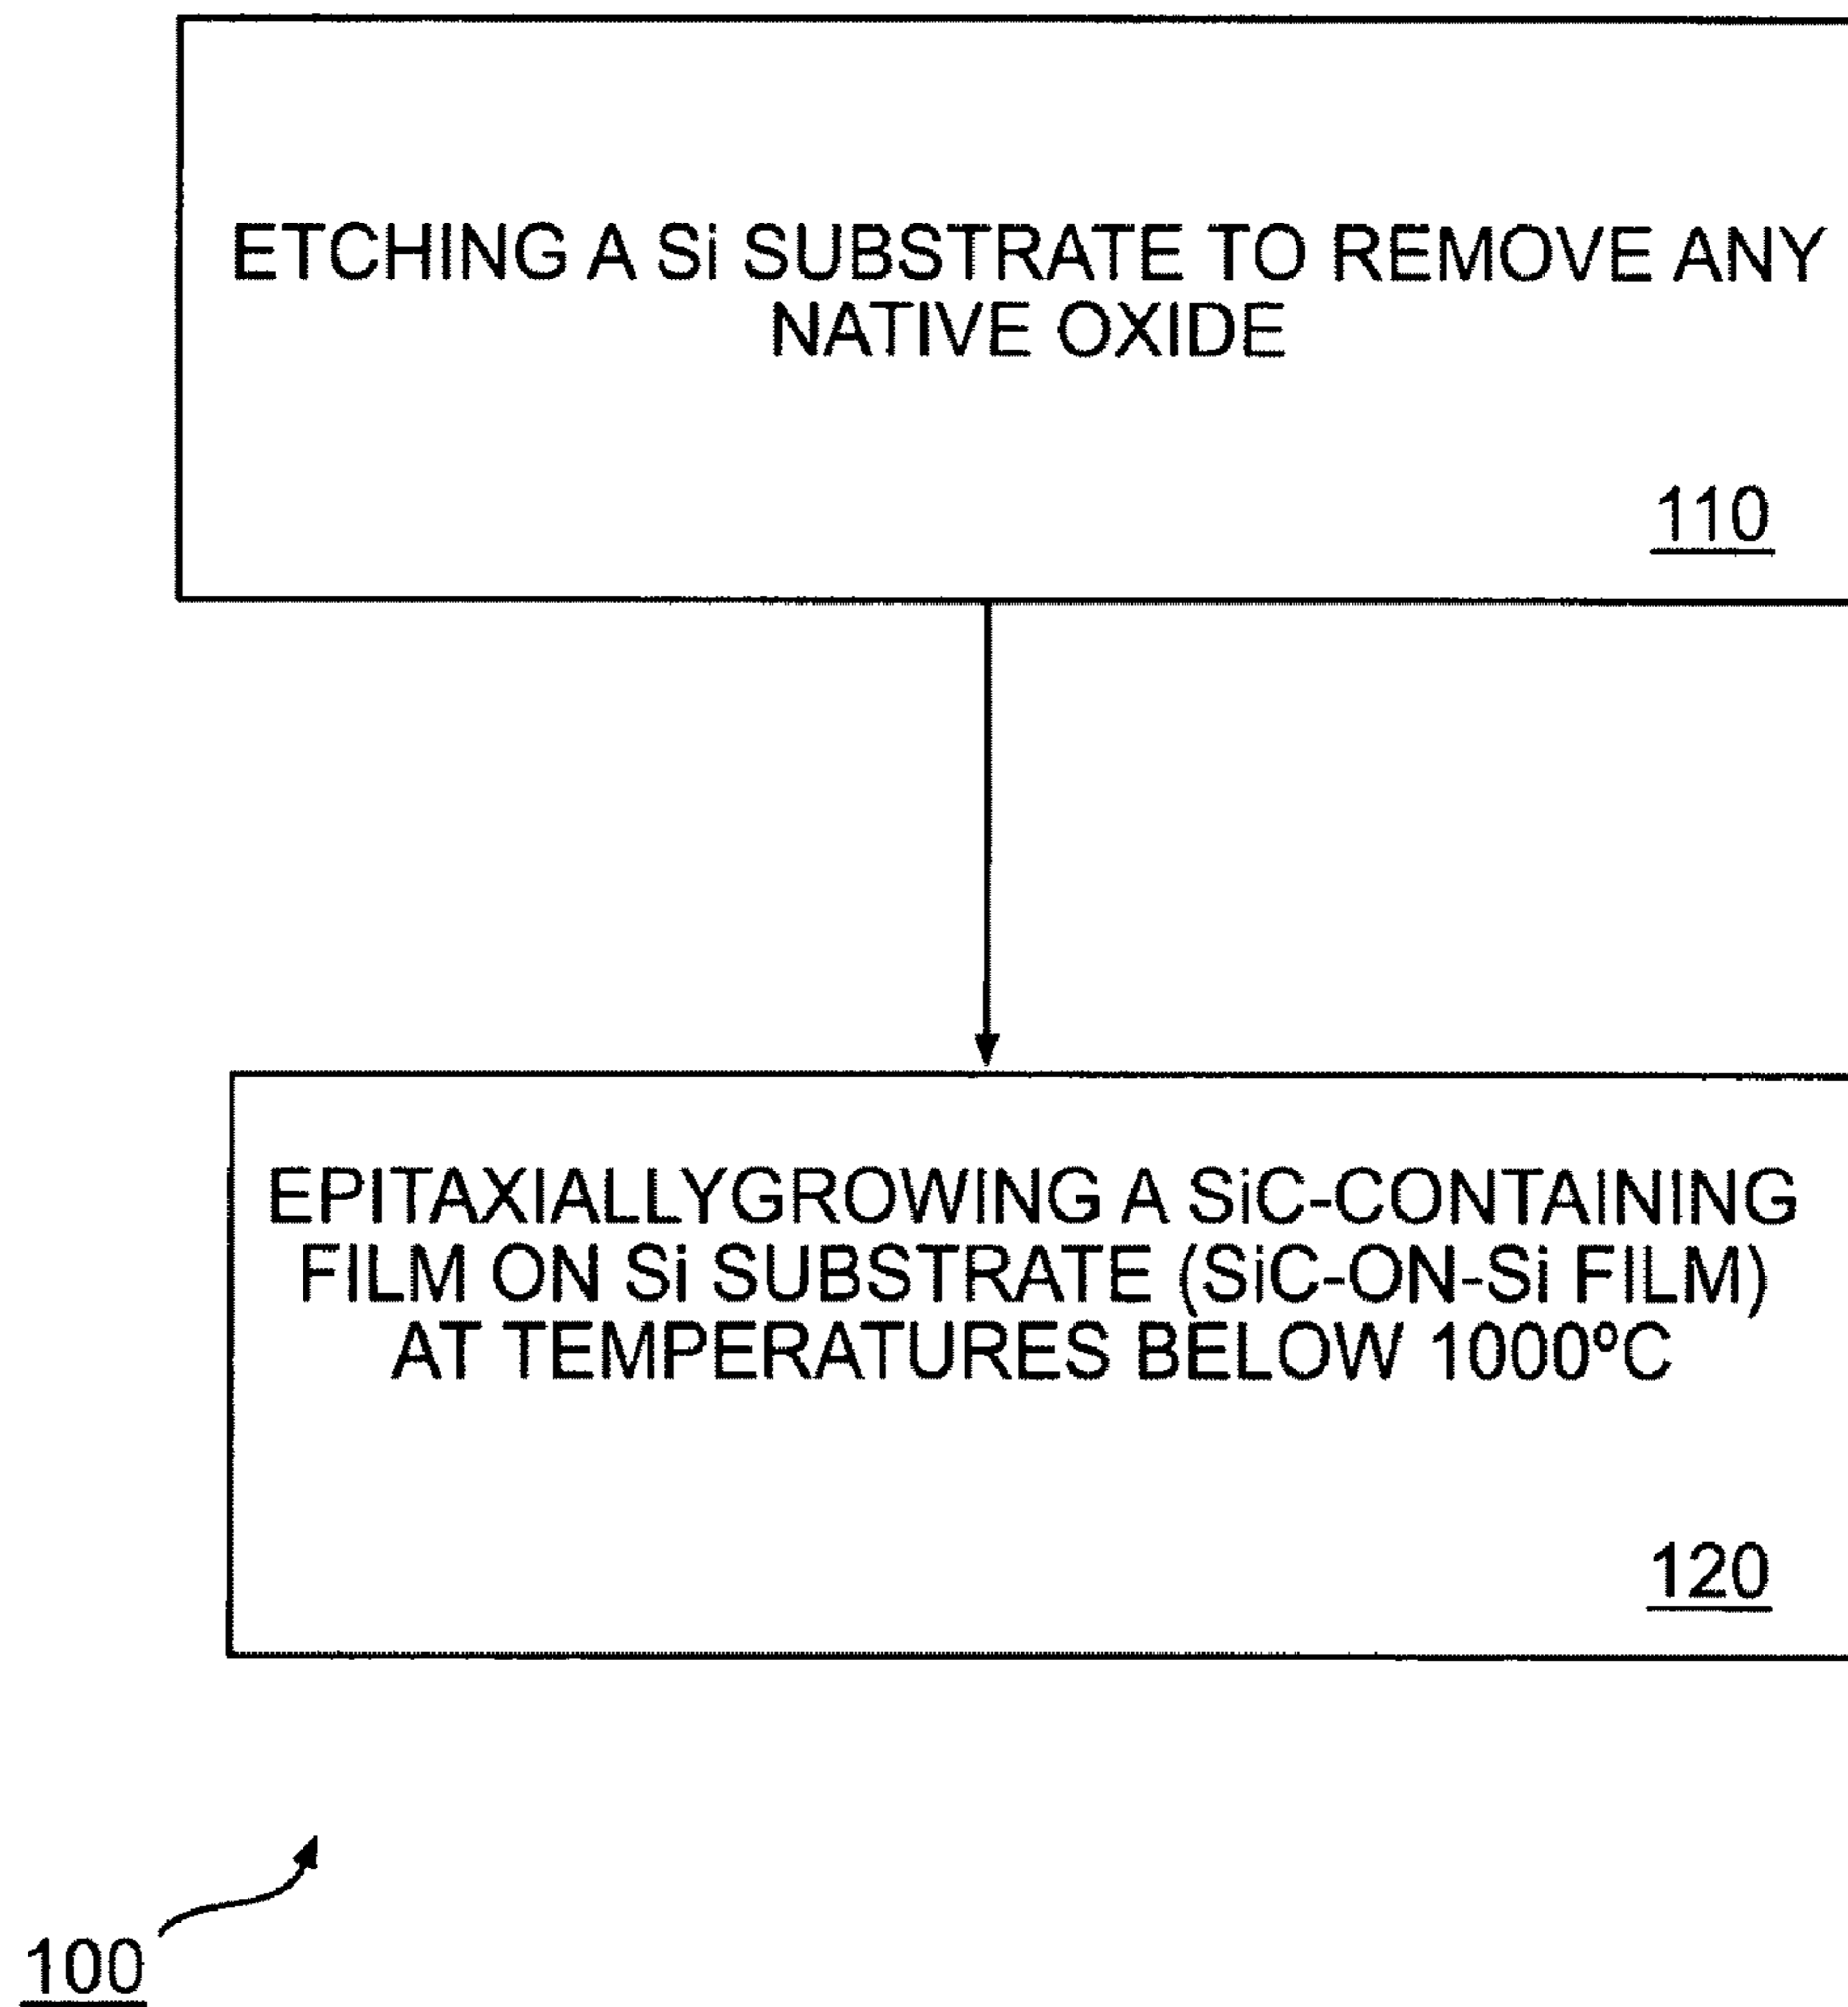 ETCHING A Si SUBSTRATE TO REMOVE ANY
NATIVE OXIDE
110
EPITAXIALLYGROWING A SiC-CONTAINING
FILM ON Si SUBSTRATE (SiC-ON-Si FILM)
AT TEMPERATURES BELOW 1000ºC
120
100